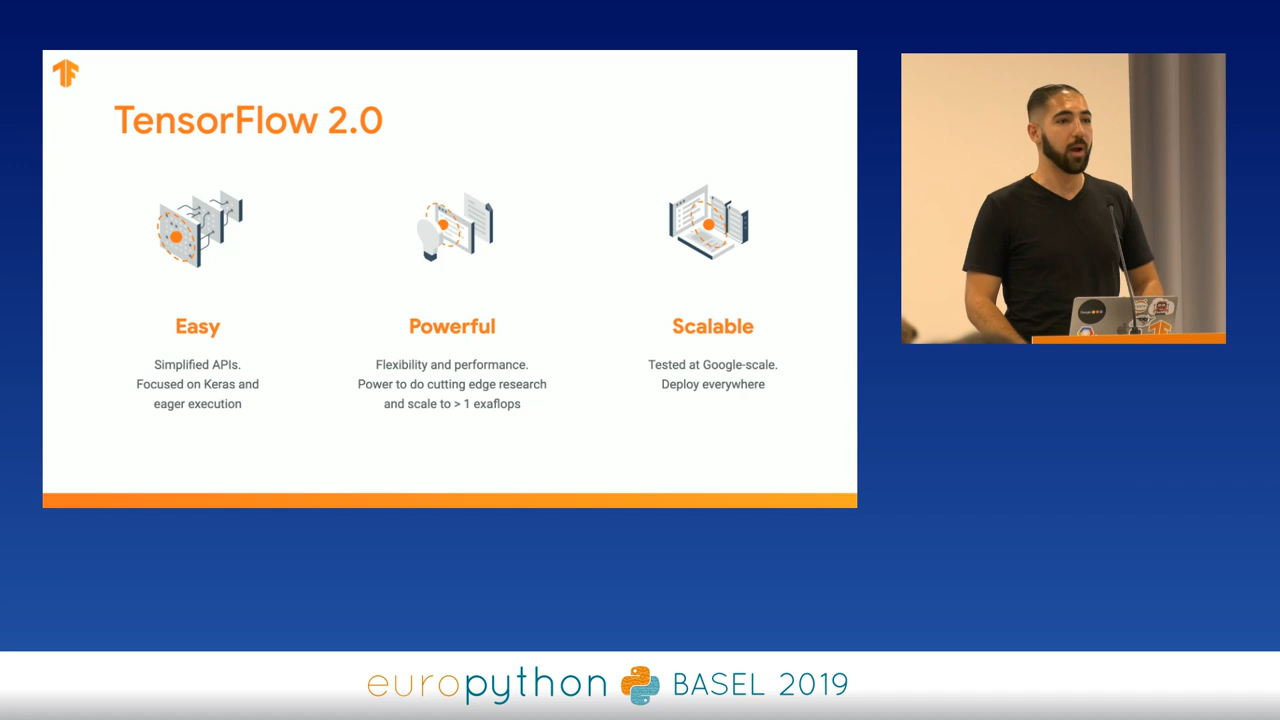 TensorFlow 2.0
Easy
Simplified APIs.
Focused on Keras and
eager execution
Powerful
Flexibility and performance.
Power to do cutting edge research
and scale to > 1 exaflops
Scalable
Tested at Google-scale.
Deploy everywhere
europython BASEL 2019